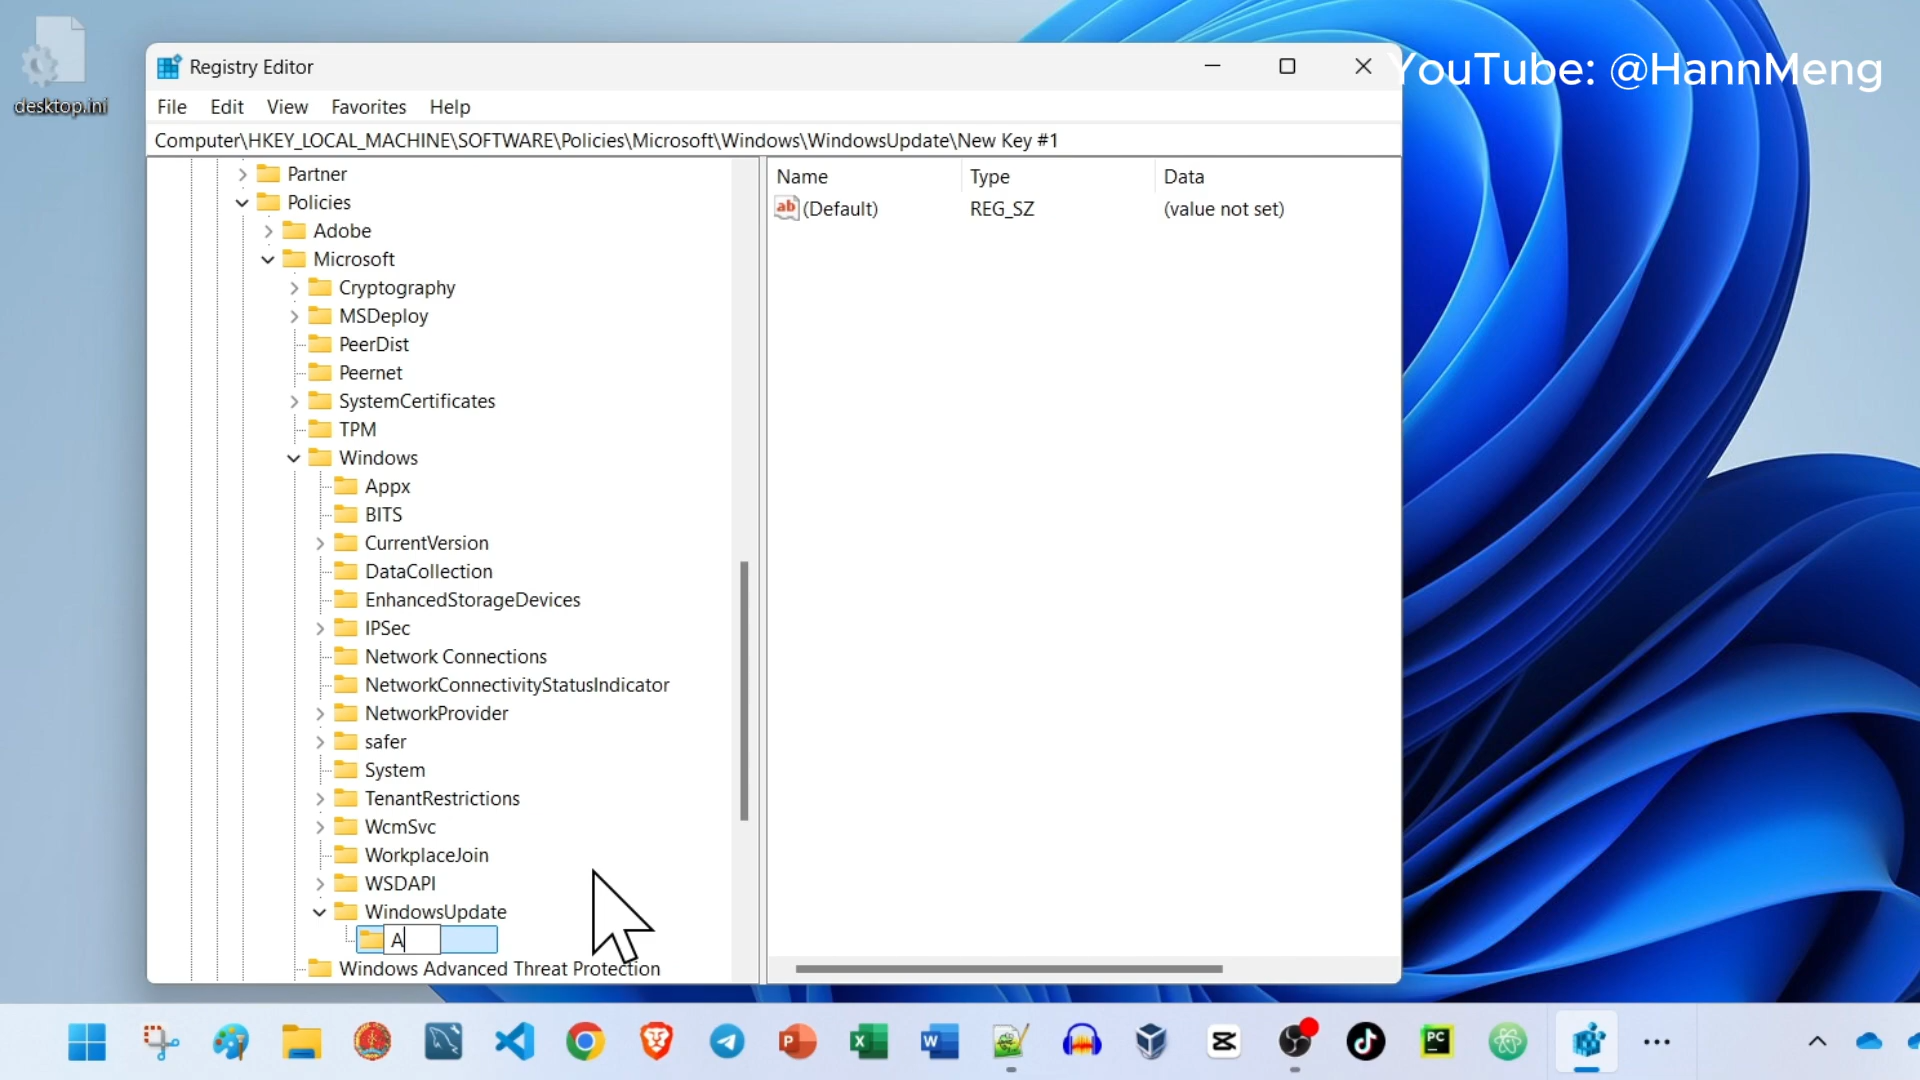 desktop.ini
Registry Editor
YouTube: @HannMeng
File Edit View Favorites Help
Computer\HKEY_LOCAL_MACHINE\SOFTWARE\Policies\Microsoft\Windows\WindowsUpdate\New Key #1
Name Type Data
ab (Default) REG_SZ (value not set)
Partner
Policies
Adobe
Microsoft
Cryptography
MSDeploy
PeerDist
Peernet
SystemCertificates
TPM
Windows
Appx
BITS
CurrentVersion
DataCollection
EnhancedStorageDevices
IPSec
Network Connections
NetworkConnectivityStatusIndicator
NetworkProvider
safer
System
TenantRestrictions
WcmSvc
WorkplaceJoin
WSDAPI
WindowsUpdate
A
Windows Advanced Threat Protection
P X W PC